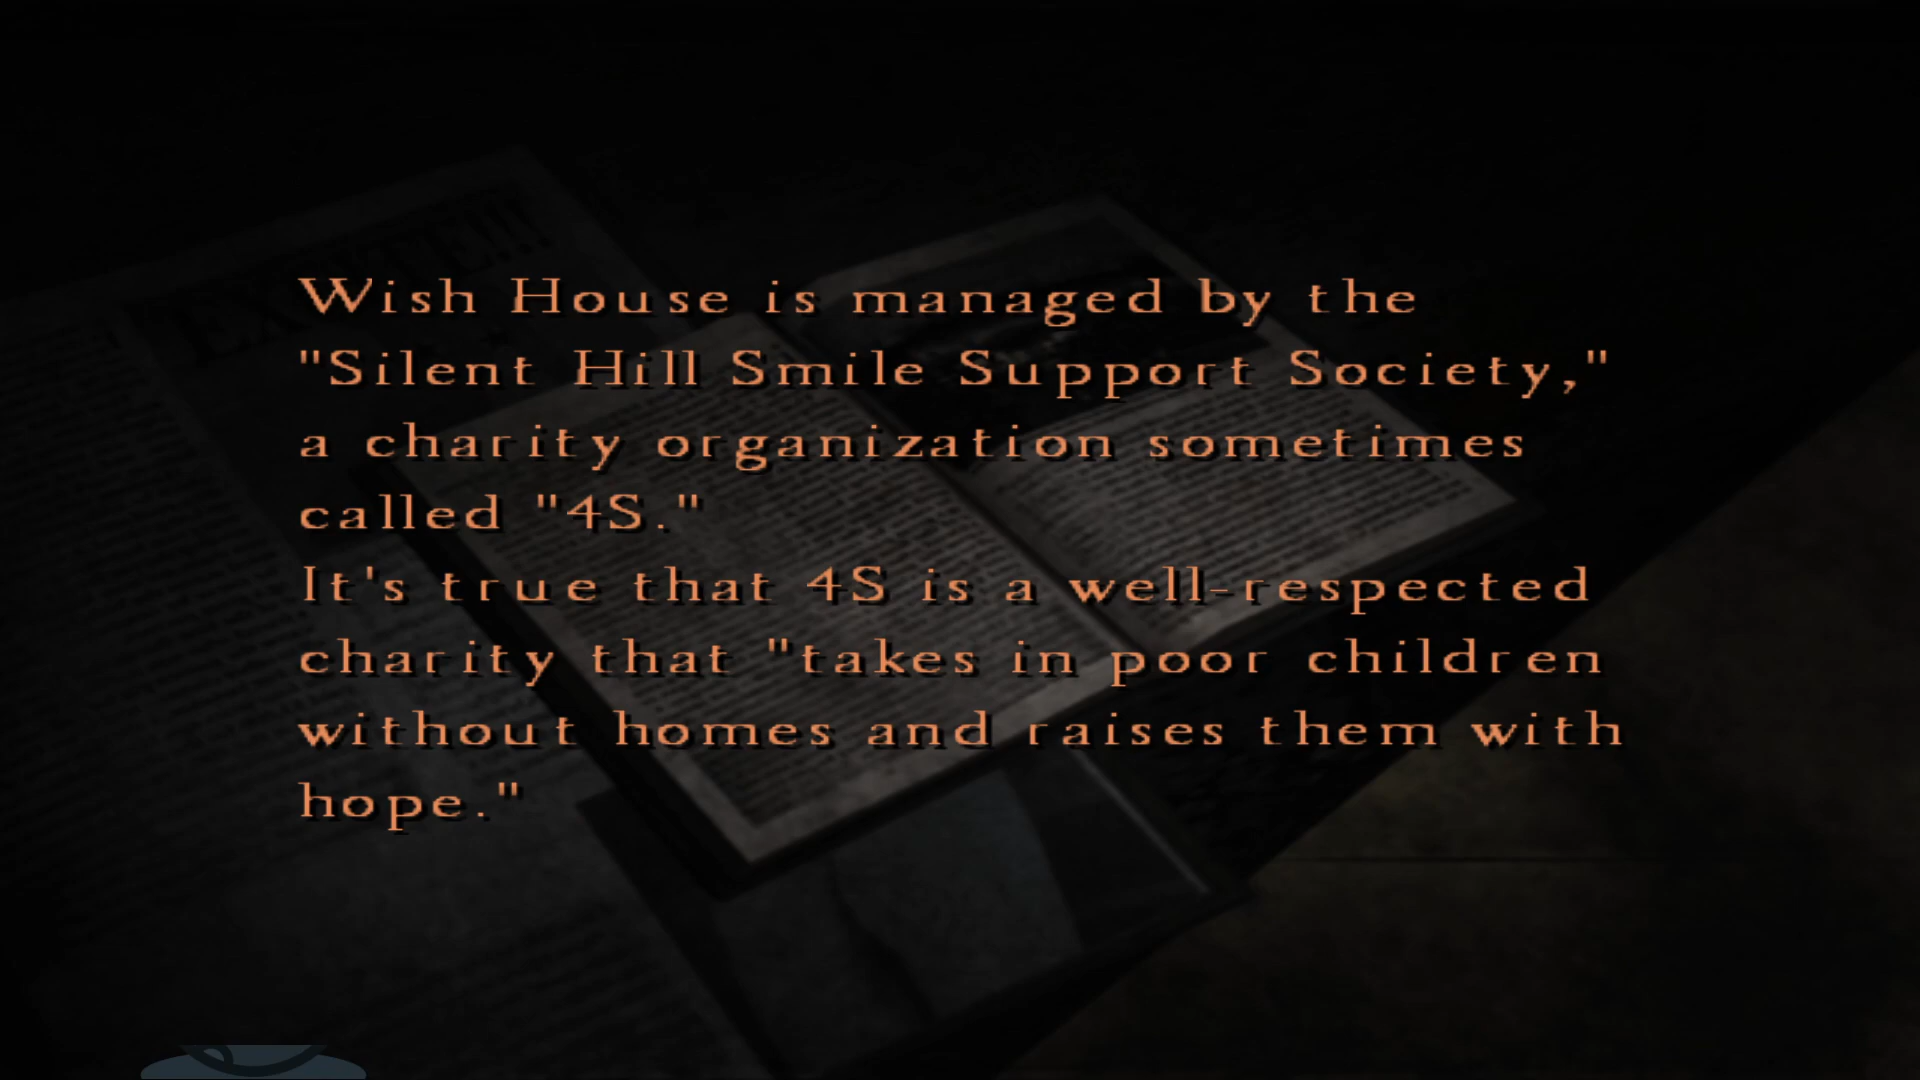 Wish House is managed by the
"Silent Hill Smile Support Society,"
a charity organization sometimes
called "4S."
It's true that 4S is a well-respected
charity that "takes in poor children
without homes and raises them with
hope."